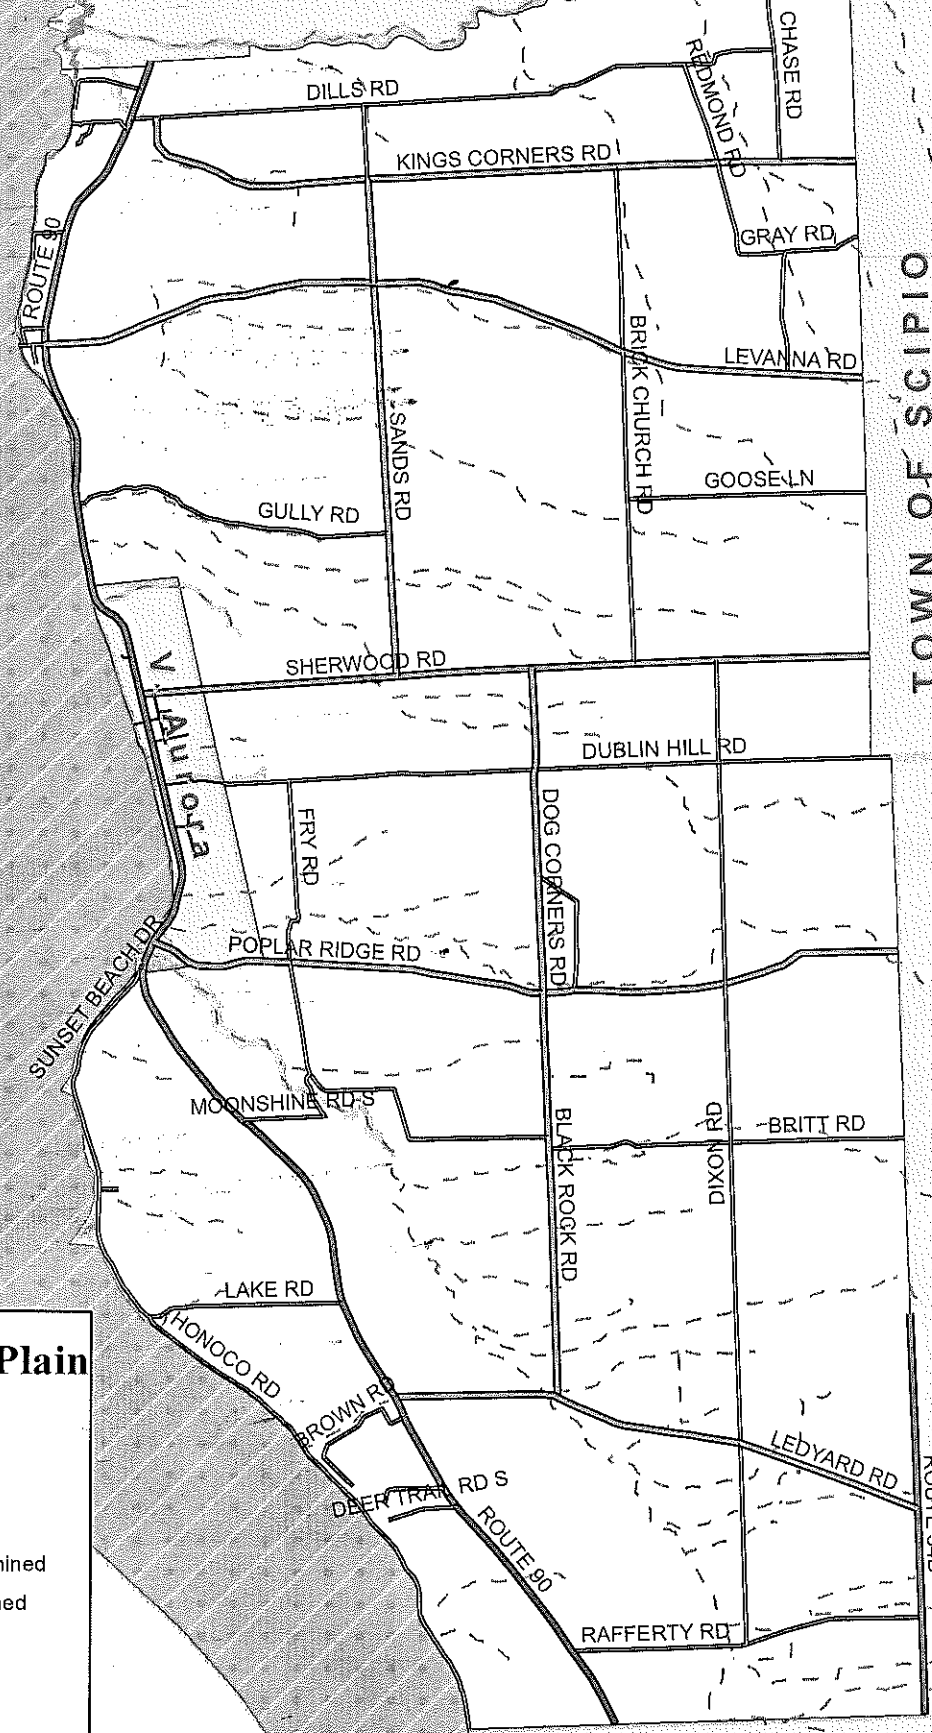 CHASE RD
REDMOND RD
DILLS RD
KINGS CORNERS RD
ROUTE 90
GRAY RD
TOWN OF SCIPIO
BRICK CHURCH RD
LEVANNA RD
SANDS RD
GOOSE LN
GULLY RD
SHERWOOD RD
V. Aurora
DUBLIN HILL RD
DOG CORNERS RD
FRY RD
POPLAR RIDGE RD
SUNSET BEACH DR
MOONSHINE RD S
DIXON RD
BRITT RD
BLACK ROCK RD
LAKE RD
HONOCO RD
Plain
BROWN RD
LEDYARD RD
DEER TRAIL RD S
ROUTE 90
RAFFERTY RD